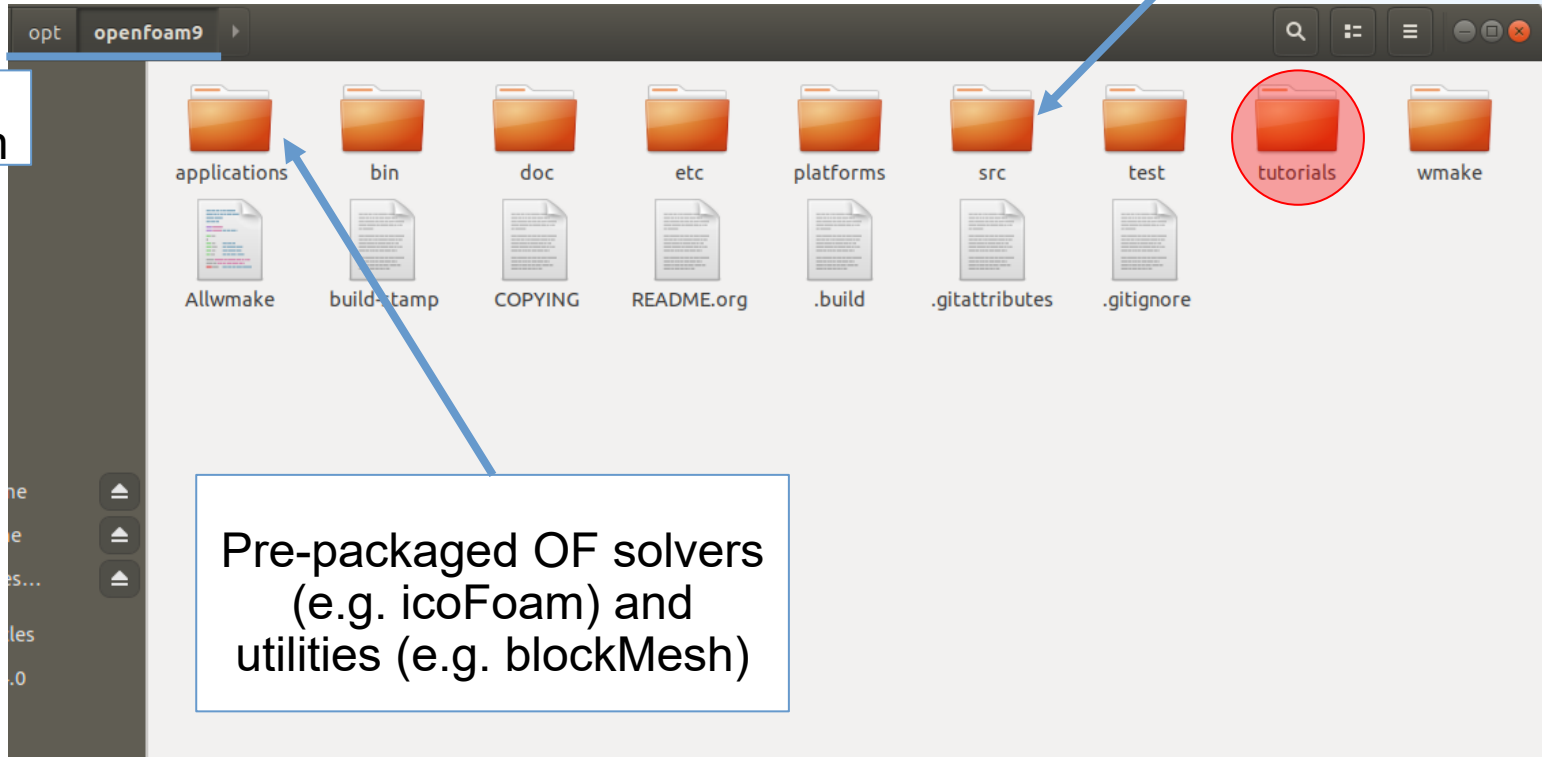 opt openfoam9
applications bin doc etc platforms src test tutorials wmake
Allwmake build-stamp COPYING README.org .build .gitattributes .gitignore
Pre-packaged OF solvers
(e.g. icoFoam) and
utilities (e.g. blockMesh)
.0